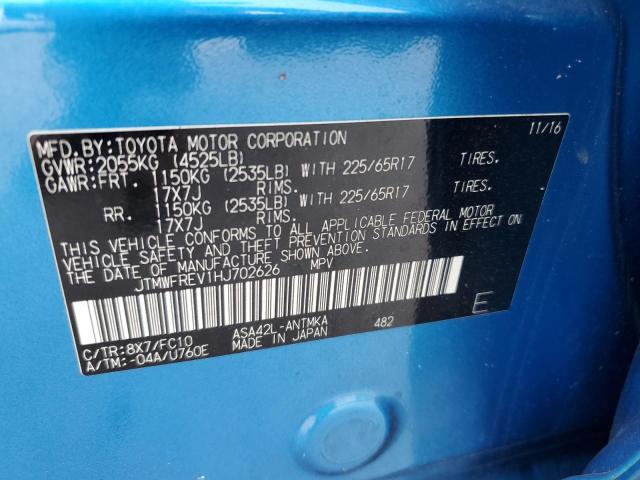 MFD.BY:TOYOTA MOTOR CORPORATION 11/16
GVWR:2055KG (4525LB)
GAWR:FRT. 1150KG (2535LB) WITH 225/65R17 TIRES.
17X7J RIMS.
RR. 1150KG (2535LB) WITH 225/65R17 TIRES.
17X7J RIMS.
THIS VEHICLE CONFORMS TO ALL APPLICABLE FEDERAL MOTOR
VEHICLE SAFETY AND THEFT PREVENTION STANDARDS IN EFFECT ON
THE DATE OF MANUFACTURE SHOWN ABOVE.
JTMWFREV1HJ702626 MPV
E
C/TR:8X7/FC10 ASA42L-ANTMKA 482
A/TM:-04A/U760E MADE IN JAPAN